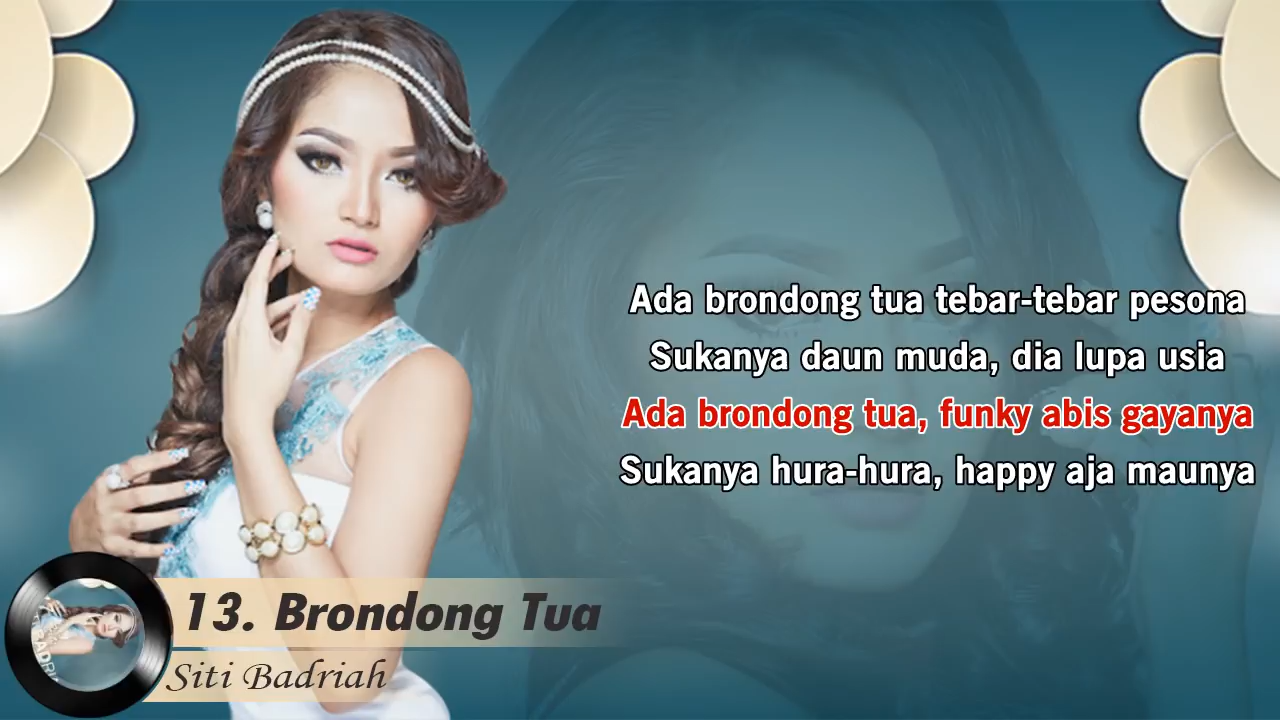 Ada brondong tua tebar-tebar pesona
Sukanya daun muda, dia lupa usia
Ada brondong tua, funky abis gayanya
Sukanya hura-hura, happy aja maunya
13. Brondong Tua
Siti Badriah